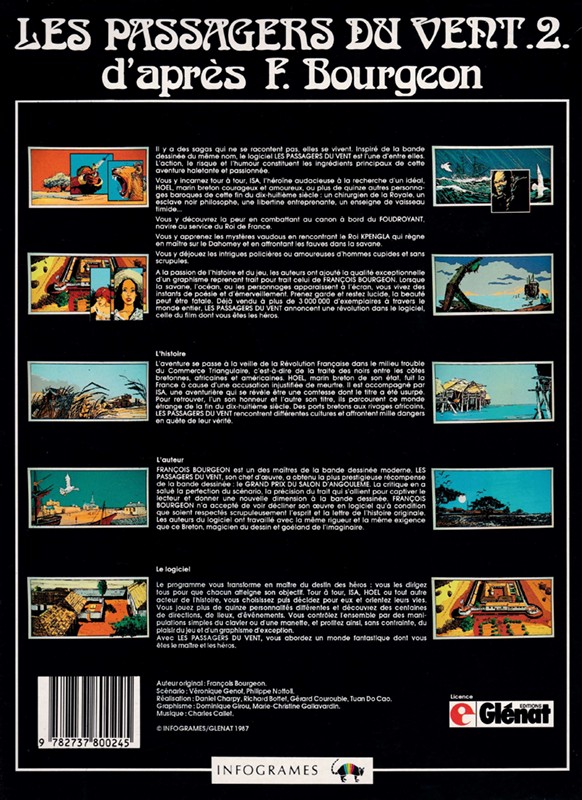 LES PASSAGERS DU VENT.2.
d'après F. Bourgeon
Il y a des sagas qui ne se racontent pas, elles se vivent. Inspiré de la bande
dessinée du même nom, le logiciel LES PASSAGERS DU VENT est l'une d'entre elles.
L'action, le risque et l'humour constituent les ingrédients principaux de cette
aventure haletante et passionnée.
Vous y incarnez tour à tour, ISA, l'héroïne audacieuse à la recherche d'un idéal,
HOEL, marin breton courageux et amoureux, ou plus de quinze autres personna-
ges baroques de cette fin du dix-huitième siècle : un chirurgien de la Royale, un
esclave noir philosophe, une libertine entreprenante, un enseigne de vaisseau
timide...
Vous y découvrez la peur en combattant au canon à bord du FOUDROYANT,
navire au service du Roi de France.
Vous y apprenez les mystères vaudous en rencontrant le Roi KPENGLA qui règne
en maître sur le Dahomey et en affrontant les fauves dans la savane.
Vous y déjouez les intrigues policières ou amoureuses d'hommes cupides et sans
scrupules.
A la passion de l'histoire et du jeu, les auteurs ont ajouté la qualité exceptionnelle
d'un graphisme reprenant trait pour trait celui de FRANÇOIS BOURGEON. Lorsque
la savane, l'océan, ou les personnages apparaissent à l'écran, vous vivez des
instants de poésie et d'émerveillement. Prenez garde et restez lucide, la beauté
peut être fatale. Déjà vendu à plus de 3 000 000 d'exemplaires à travers le
monde entier, LES PASSAGERS DU VENT annoncent une révolution dans le logiciel,
celle du film dont vous êtes les héros.
L'histoire
L'aventure se passe à la veille de la Révolution Française dans le milieu trouble
du Commerce Triangulaire, c'est-à-dire de la traite des noirs entre les côtes
bretonnes, africaines et américaines. HOEL, marin breton de son état, fuit la
France à cause d'une accusation injustifiée de meurtre. Il est accompagné par
ISA, une aventurière qui se révèle être une comtesse dont le titre a été usurpé.
Pour retrouver, l'un son honneur et l'autre son titre, ils parcourent ce monde
étrange de la fin du dix-huitième siècle. Des ports bretons aux rivages africains,
LES PASSAGERS DU VENT rencontrent différentes cultures et affrontent mille dangers
en quête de leur vérité.
L'auteur
FRANÇOIS BOURGEON est un des maîtres de la bande dessinée moderne. LES
PASSAGERS DU VENT, son chef d'œuvre, a obtenu la plus prestigieuse récompense
de la bande dessinée : le GRAND PRIX DU SALON D'ANGOULEME. La critique en a
salué la perfection du scénario, la précision du trait qui s'allient pour captiver le
lecteur et donner une nouvelle dimension à la bande dessinée. FRANÇOIS
BOURGEON n'a accepté de voir décliner son œuvre en logiciel qu'à condition
que soient respectés scrupuleusement l'esprit et la lettre de l'histoire originale.
Les auteurs du logiciel ont travaillé avec la même rigueur et la même exigence
que ce Breton, magicien du dessin et goéland de l'imaginaire.
Le logiciel
Le programme vous transforme en maître du destin des héros : vous les dirigez
tous pour que chacun atteigne son objectif. Tour à tour, ISA, HOEL ou tout autre
acteur de l'histoire, vous choisissez puis décidez pour eux et orientez leurs vies.
Vous jouez plus de quinze personnalités différentes et découvrez des centaines
de directions, de lieux, d'événements. Vous contrôlez l'ensemble par des mani-
pulations simples du clavier ou d'une manette, et profitez ainsi, sans contrainte, du
plaisir du jeu et d'un graphisme d'exception.
Avec LES PASSAGERS DU VENT, vous abordez un monde fantastique dont vous
êtes le maître et les héros.
Auteur original : François Bourgeon.
Scénario : Véronique Genot, Philippe Nottoli.
Réalisation : Daniel Charpy, Richard Bottet, Gérard Courouble, Tuan Do Cao.
Graphisme : Dominique Girou, Marie-Christine Gallavardin.
Musique : Charles Callet.
© INFOGRAMES/GLENAT 1987
9 782737 800245
Licence
EDITIONS
Glénat
INFOGRAMES